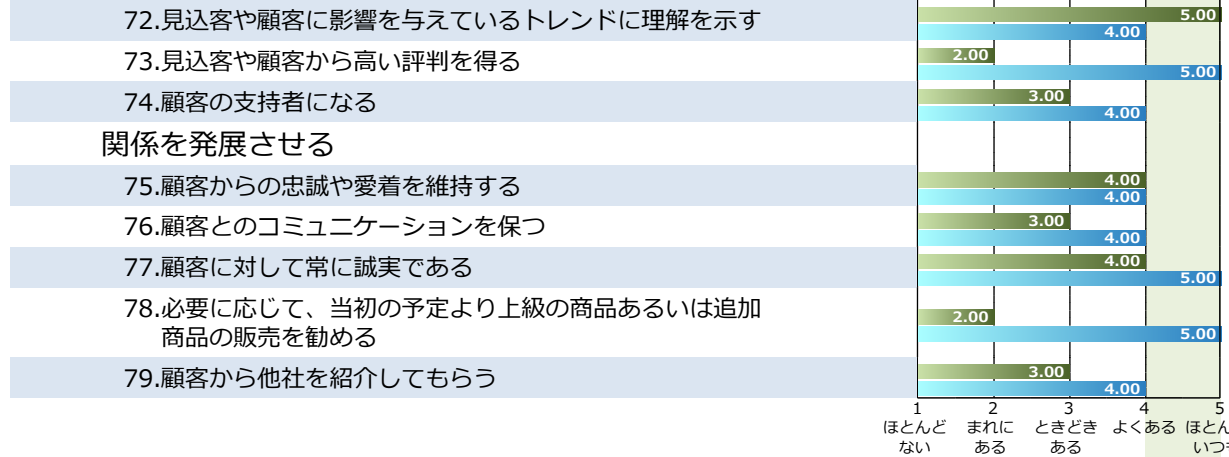 72.見込客や顧客に影響を与えているトレンドに理解を示す
5.00
4.00
73.見込客や顧客から高い評判を得る
2.00
5.00
74.顧客の支持者になる
3.00
4.00
関係を発展させる
75.顧客からの忠誠や愛着を維持する
4.00
4.00
76.顧客とのコミュニケーションを保つ
3.00
4.00
77.顧客に対して常に誠実である
4.00
5.00
78.必要に応じて、当初の予定より上級の商品あるいは追加
商品の販売を勧める
2.00
5.00
79.顧客から他社を紹介してもらう
3.00
4.00
1 2 3 4 5
ほとんど まれに ときどき よくある ほとん
ない ある ある いつ